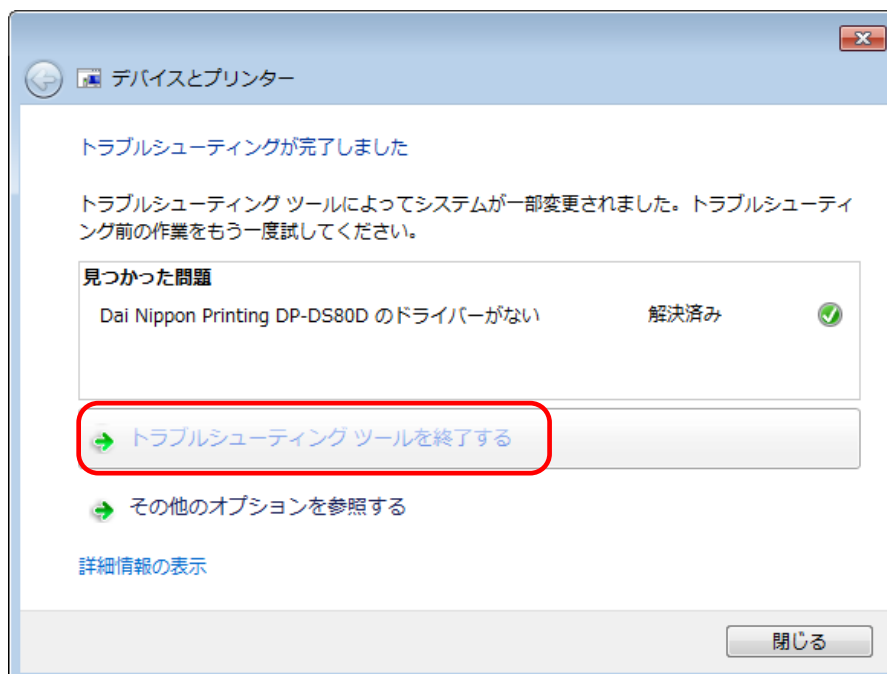 デバイスとプリンター
トラブルシューティングが完了しました
トラブルシューティング ツールによってシステムが一部変更されました。トラブルシューティ
ング前の作業をもう一度試してください。
見つかった問題
Dai Nippon Printing DP-DS80D のドライバーがない 解決済み
トラブルシューティング ツールを終了する
その他のオプションを参照する
詳細情報の表示
閉じる